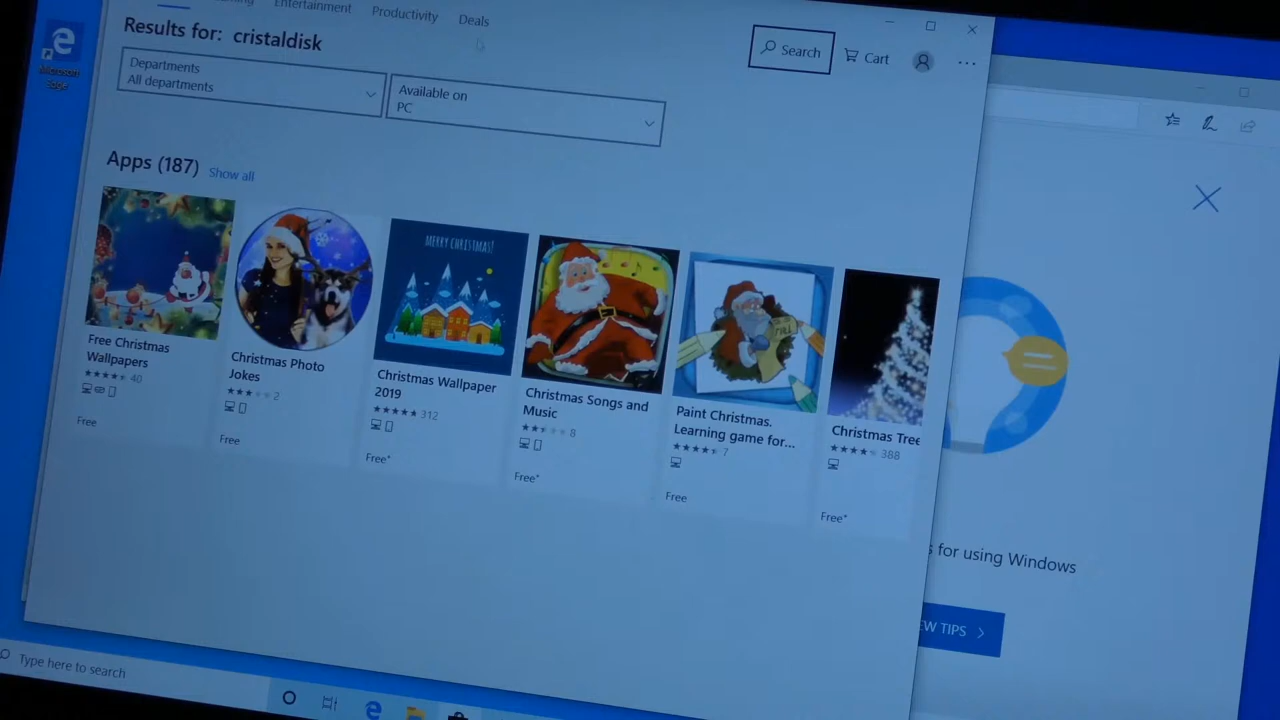 Entertainment
Productivity
Deals
Results for: cristaldisk
Search
Cart
Departments
All departments
Available on
PC
Apps (187)
Show all
MERRY CHRISTMAS!
Free Christmas
Wallpapers
40
Free
Christmas Photo
Jokes
2
Free
Christmas Wallpaper
2019
312
Free*
Christmas Songs and
Music
8
Free*
Paint Christmas.
Learning game for...
7
Free
Christmas Tree
388
Free*
Microsoft
Edge
for using Windows
EW TIPS
Type here to search